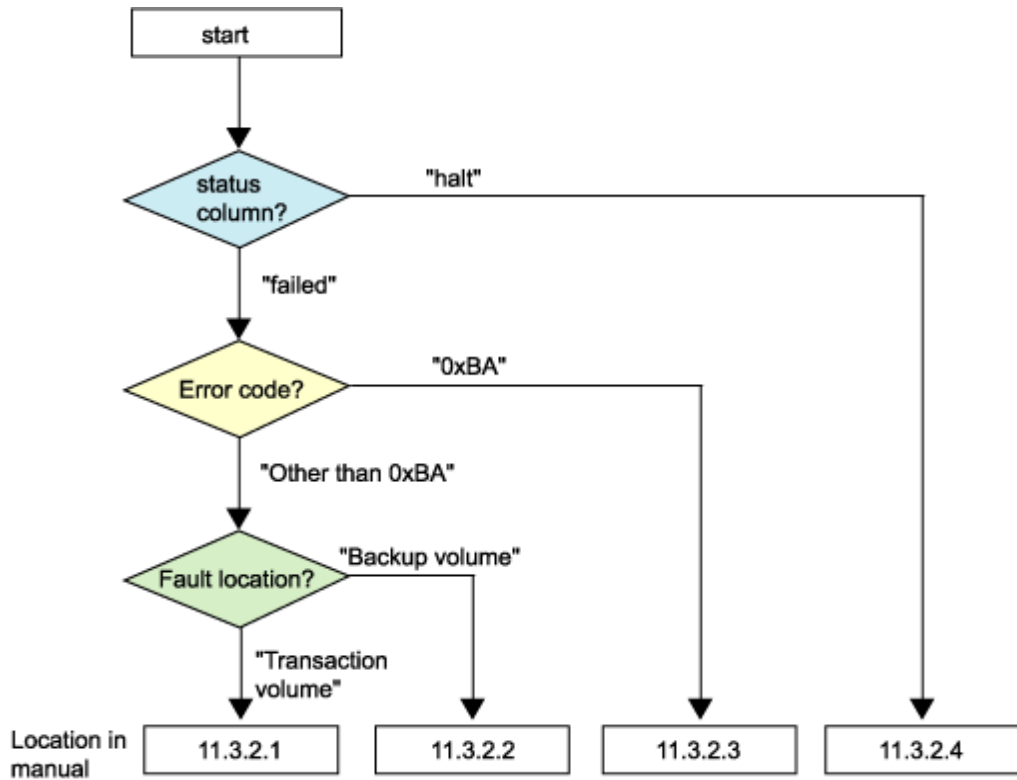 start
status
column?
"halt"
"failed"
Error code?
"0xBA"
"Other than 0xBA"
Fault location?
"Backup volume"
"Transaction
volume"
Location in
manual
11.3.2.1
11.3.2.2
11.3.2.3
11.3.2.4